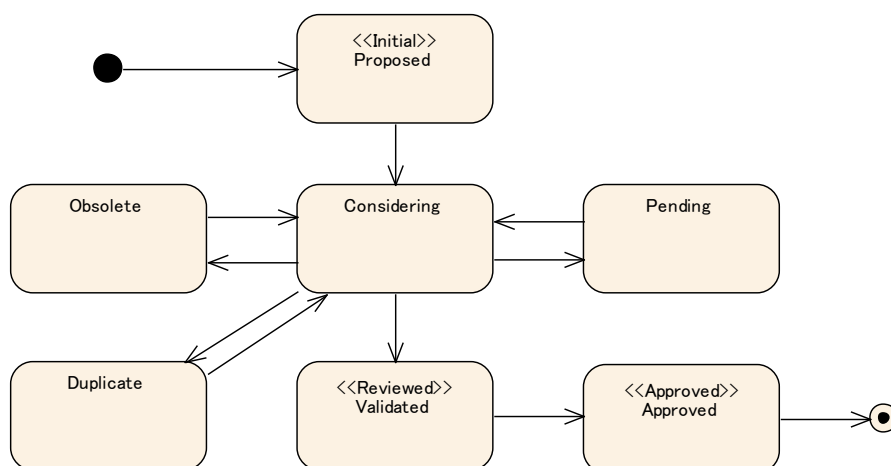 <<Initial>>
Proposed
Obsolete
Considering
Pending
Duplicate
<<Reviewed>>
Validated
<<Approved>>
Approved